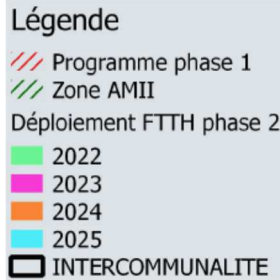 Légende
Programme phase 1
Zone AMII
Déploiement FTTH phase 2
2022
2023
2024
2025
INTERCOMMUNALITE